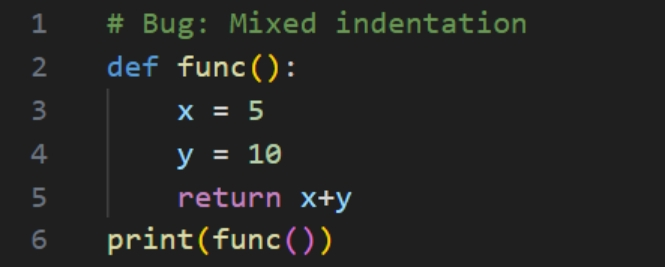 1 # Bug: Mixed indentation
2 def func():
3     x = 5
4     y = 10
5     return x+y
6 print(func())